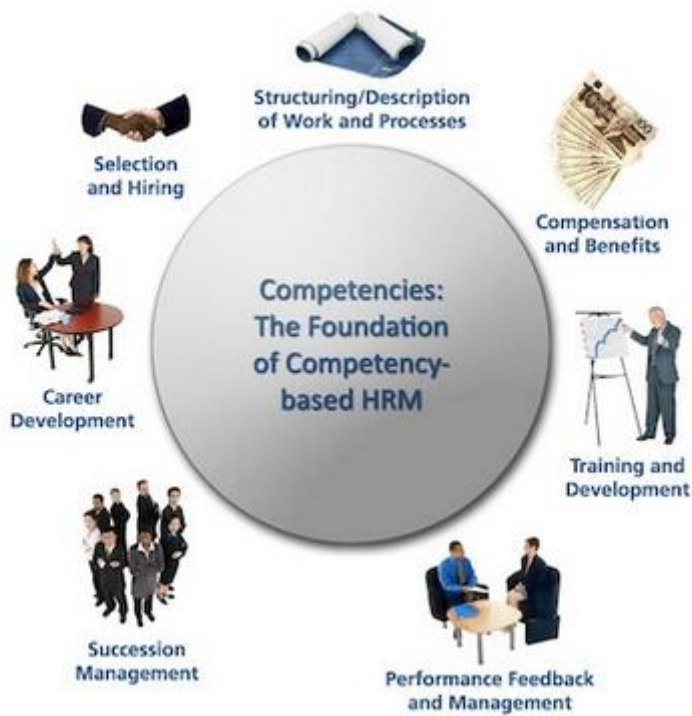 Structuring/Description
of Work and Processes
Compensation
and Benefits
Training and
Development
Performance Feedback
and Management
Succession
Management
Career
Development
Selection
and Hiring
Competencies:
The Foundation
of Competency-
based HRM
100